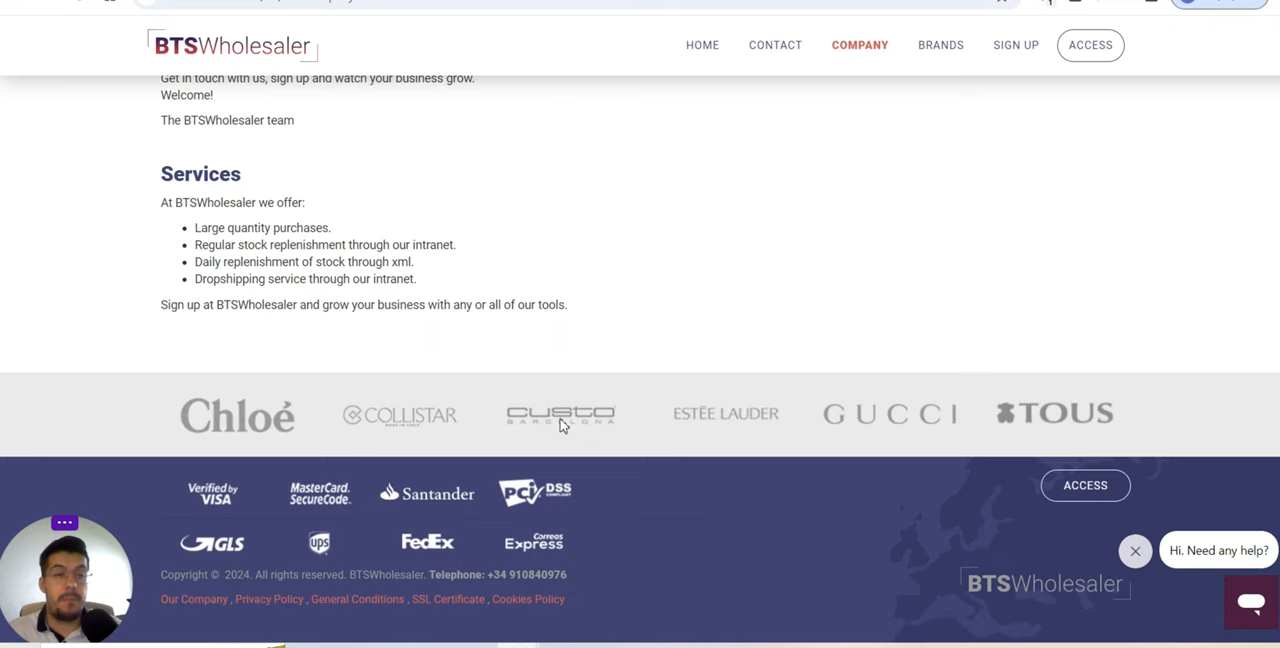 BTSWholesaler
HOME CONTACT COMPANY BRANDS SIGN UP ACCESS
Get in touch with us, sign up and watch your business grow.
Welcome!
The BTSWholesaler team
Services
At BTSWholesaler we offer:
Large quantity purchases.
Regular stock replenishment through our intranet.
Daily replenishment of stock through xml.
Dropshipping service through our intranet.
Sign up at BTSWholesaler and grow your business with any or all of our tools.
Chloé COLLISTAR MADE IN ITALY custo BARCELONA ESTĒE LAUDER GUCCI TOUS
Verified by VISA MasterCard. SecureCode. Santander PCI DSS COMPLIANT ACCESS
GLS ups FedEx Correos Express
Hi. Need any help?
Copyright © 2024. All rights reserved. BTSWholesaler. Telephone: +34 910840976
BTSWholesaler
Our Company , Privacy Policy , General Conditions , SSL Certificate , Cookies Policy